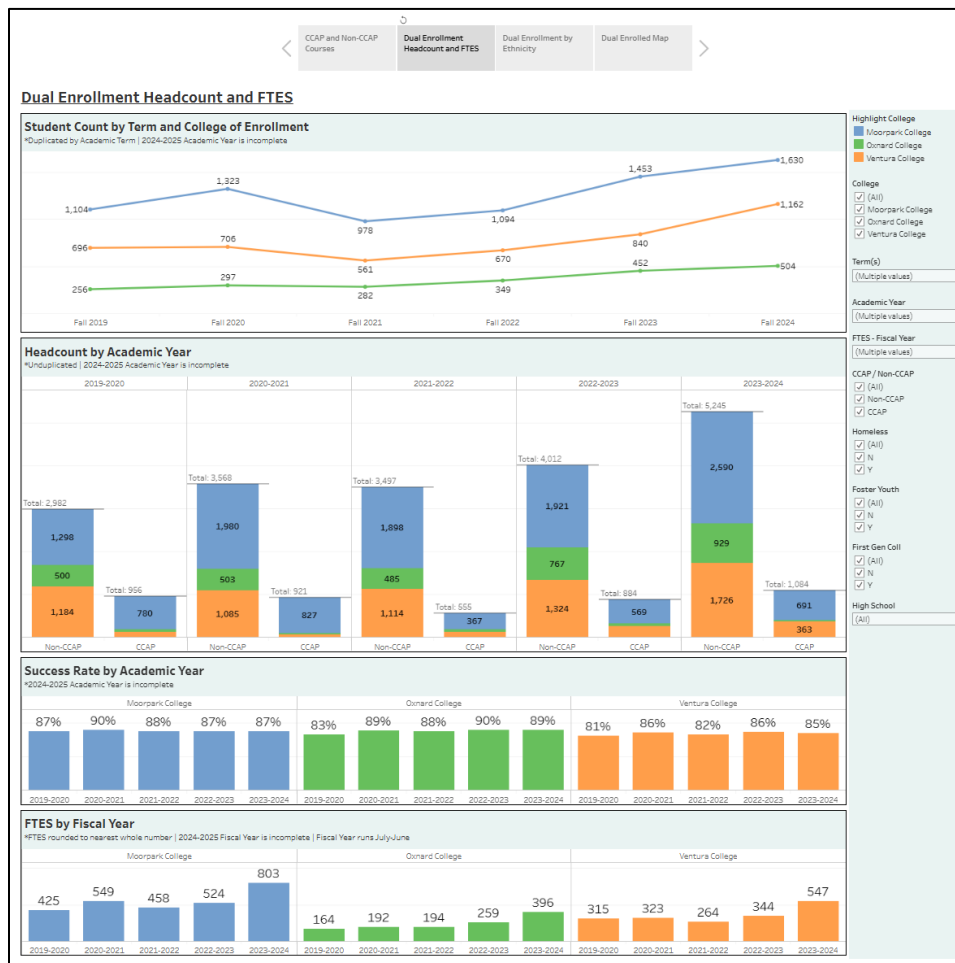 CCAP and Non-CCAP Courses
Dual Enrollment Headcount and FTES
Dual Enrollment by Ethnicity
Dual Enrolled Map
Dual Enrollment Headcount and FTES
Student Count by Term and College of Enrollment
*Duplicated by Academic Term | 2024-2025 Academic Year is incomplete
1,104 1,323 978 1,094 1,453 1,630
696 706 561 670 840 1,162
256 297 282 349 452 504
Fall 2019 Fall 2020 Fall 2021 Fall 2022 Fall 2023 Fall 2024
Headcount by Academic Year
*Unduplicated | 2024-2025 Academic Year is incomplete
2019-2020 2020-2021 2021-2022 2022-2023 2023-2024
Total: 2,982 Total: 956 Total: 3,568 Total: 921 Total: 3,497 Total: 555 Total: 4,012 Total: 884 Total: 5,245 Total: 1,084
1,298 780 1,980 827 1,898 367 1,921 569 2,590 691
500 503 485 767 929
1,184 1,085 1,114 1,324 1,726 363
Non-CCAP CCAP Non-CCAP CCAP Non-CCAP CCAP Non-CCAP CCAP Non-CCAP CCAP
Success Rate by Academic Year
*2024-2025 Academic Year is incomplete
Moorpark College Oxnard College Ventura College
87% 90% 88% 87% 87% 83% 89% 88% 90% 89% 81% 86% 82% 86% 85%
2019-2020 2020-2021 2021-2022 2022-2023 2023-2024 2019-2020 2020-2021 2021-2022 2022-2023 2023-2024 2019-2020 2020-2021 2021-2022 2022-2023 2023-2024
FTES by Fiscal Year
*FTES rounded to nearest whole number | 2024-2025 Fiscal Year is incomplete | Fiscal Year runs July-June
Moorpark College Oxnard College Ventura College
425 549 458 524 803 164 192 194 259 396 315 323 264 344 547
2019-2020 2020-2021 2021-2022 2022-2023 2023-2024 2019-2020 2020-2021 2021-2022 2022-2023 2023-2024 2019-2020 2020-2021 2021-2022 2022-2023 2023-2024
Highlight College
Moorpark College
Oxnard College
Ventura College
College
(All)
Moorpark College
Oxnard College
Ventura College
Term(s)
(Multiple values)
Academic Year
(Multiple values)
FTES - Fiscal Year
(Multiple values)
CCAP / Non-CCAP
(All)
Non-CCAP
CCAP
Homeless
(All)
N
Y
Foster Youth
(All)
N
Y
First Gen Coll
(All)
N
Y
High School
(All)